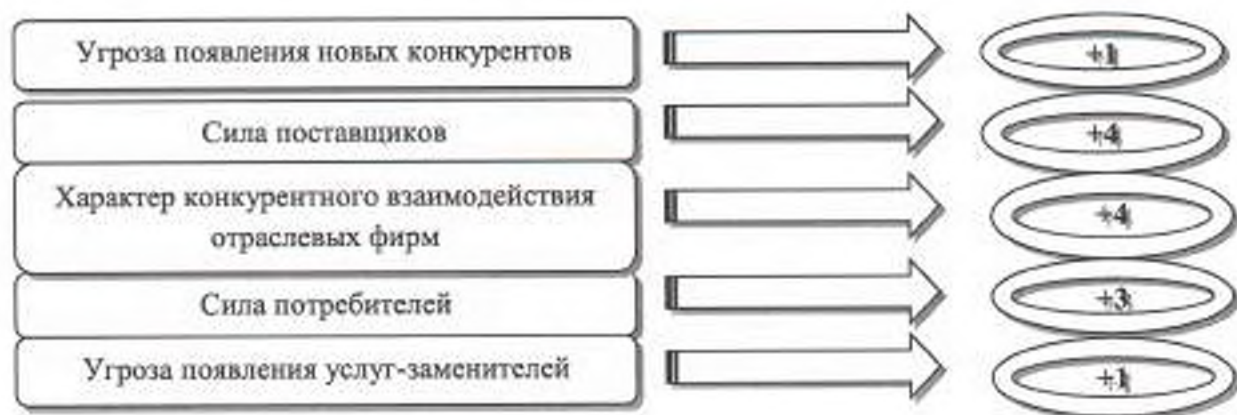 Угроза появления новых конкурентов
+1
Сила поставщиков
+4
Характер конкурентного взаимодействия
отраслевых фирм
+4
Сила потребителей
+3
Угроза появления услуг-заменителей
+1